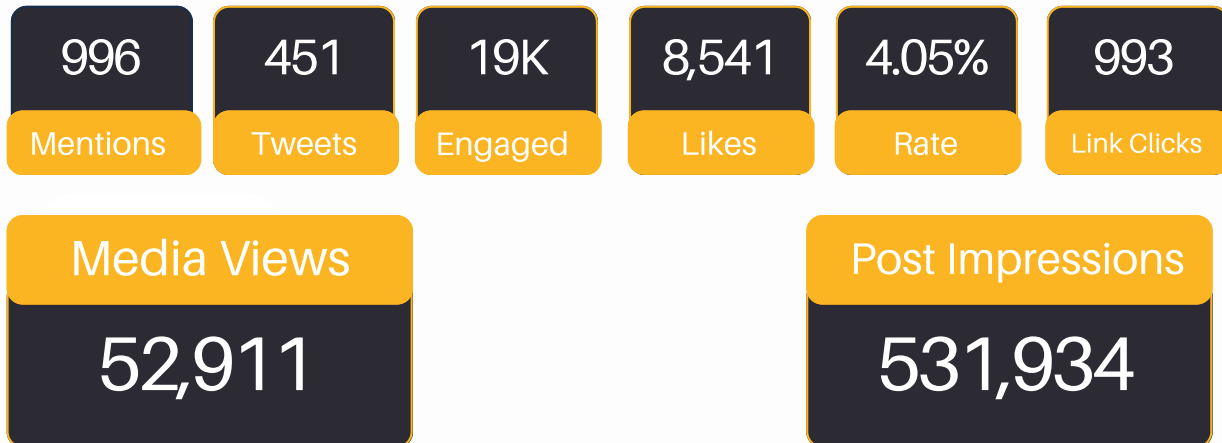 996 451 19K 8,541 4.05% 993
Mentions Tweets Engaged Likes Rate Link Clicks
Media Views Post Impressions
52,911 531,934